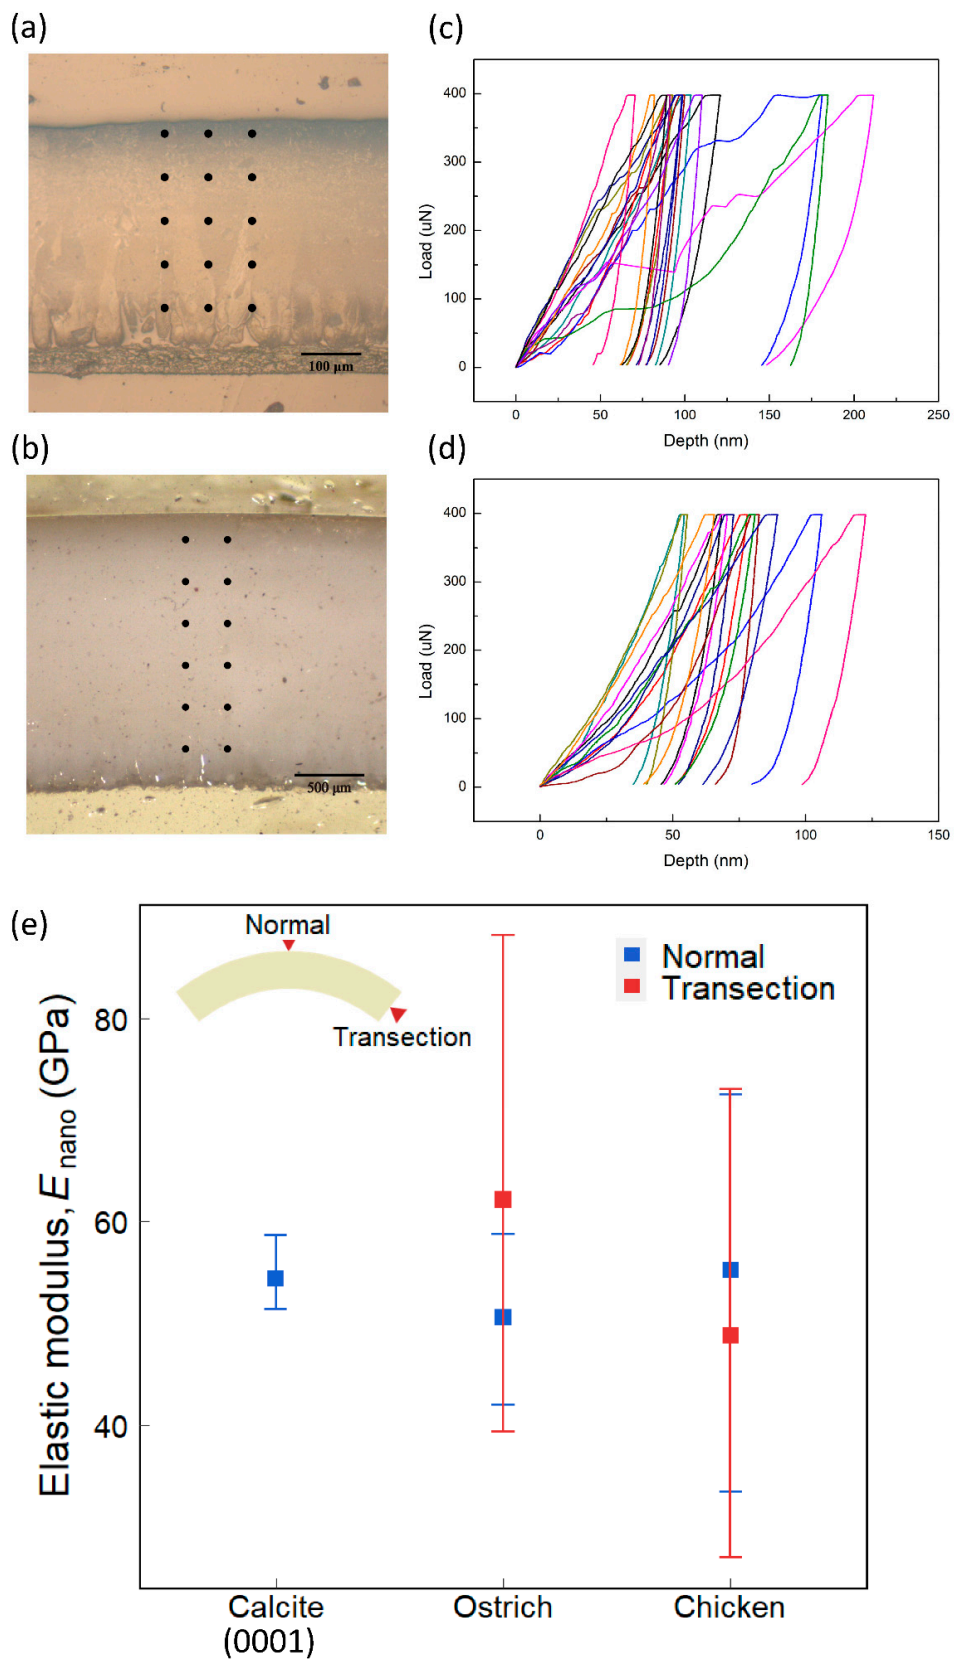 (a)
100 μm
(b)
500 μm
(c)
400
300
200
100
0
Load (uN)
0 50 100 150 200 250
Depth (nm)
(d)
400
300
200
100
0
Load (uN)
0 50 100 150
Depth (nm)
(e)
Normal
Transection
Normal
Transection
80
60
40
Elastic modulus, E nano (GPa)
Calcite Ostrich Chicken
(0001)